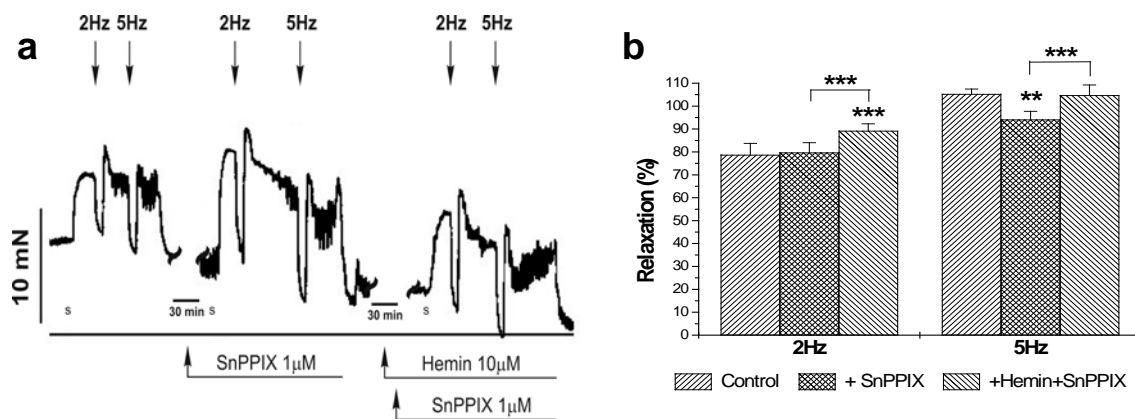 a
2Hz 5Hz 2Hz 5Hz 2Hz 5Hz
10 mN
s s s
30 min 30 min
SnPPIX 1μM Hemin 10μM
SnPPIX 1μM
b
*** ***
*** **
110
100
90
80
70
60
50
40
30
20
10
0
Relaxation (%)
2Hz 5Hz
Control + SnPPIX +Hemin+SnPPIX